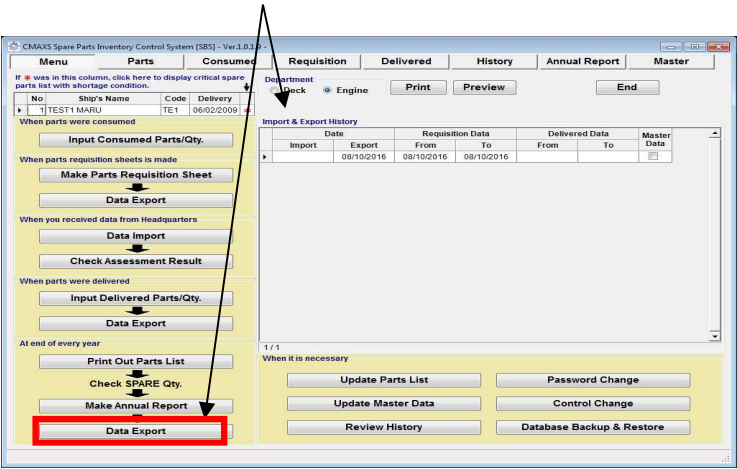 CMAXS Spare Parts Inventory Control System [SBS] - Ver.1.0.1
Menu Parts Consumed Requisition Delivered History Annual Report Master
If * was in this column, click here to display critical spare
parts list with shortage condition.
Department
Deck Engine Print Preview End
No Ship's Name Code Delivery
1 TEST1 MARU TE1 06/02/2009 *
When parts were consumed
Input Consumed Parts/Qty.
When parts requisition sheets is made
Make Parts Requisition Sheet
Data Export
When you received data from Headquarters
Data Import
Check Assessment Result
When parts were delivered
Input Delivered Parts/Qty.
Data Export
At end of every year
Print Out Parts List
Check SPARE Qty.
Make Annual Report
Data Export
Import & Export History
Date Requisition Data Delivered Data Master
Data
Import Export From To From To
08/10/2016 08/10/2016 08/10/2016
1 / 1
When it is necessary
Update Parts List Password Change
Update Master Data Control Change
Review History Database Backup & Restore